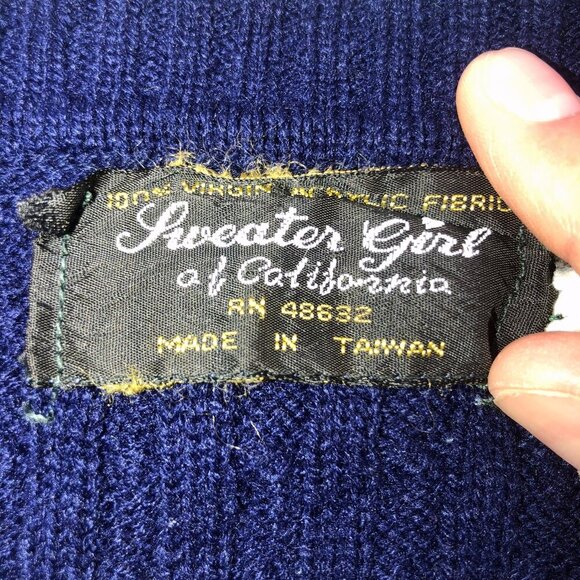 100% VIRGIN ACRYLIC FIBRIC
Sweater Girl
of California
RN 48632
MADE IN TAIWAN